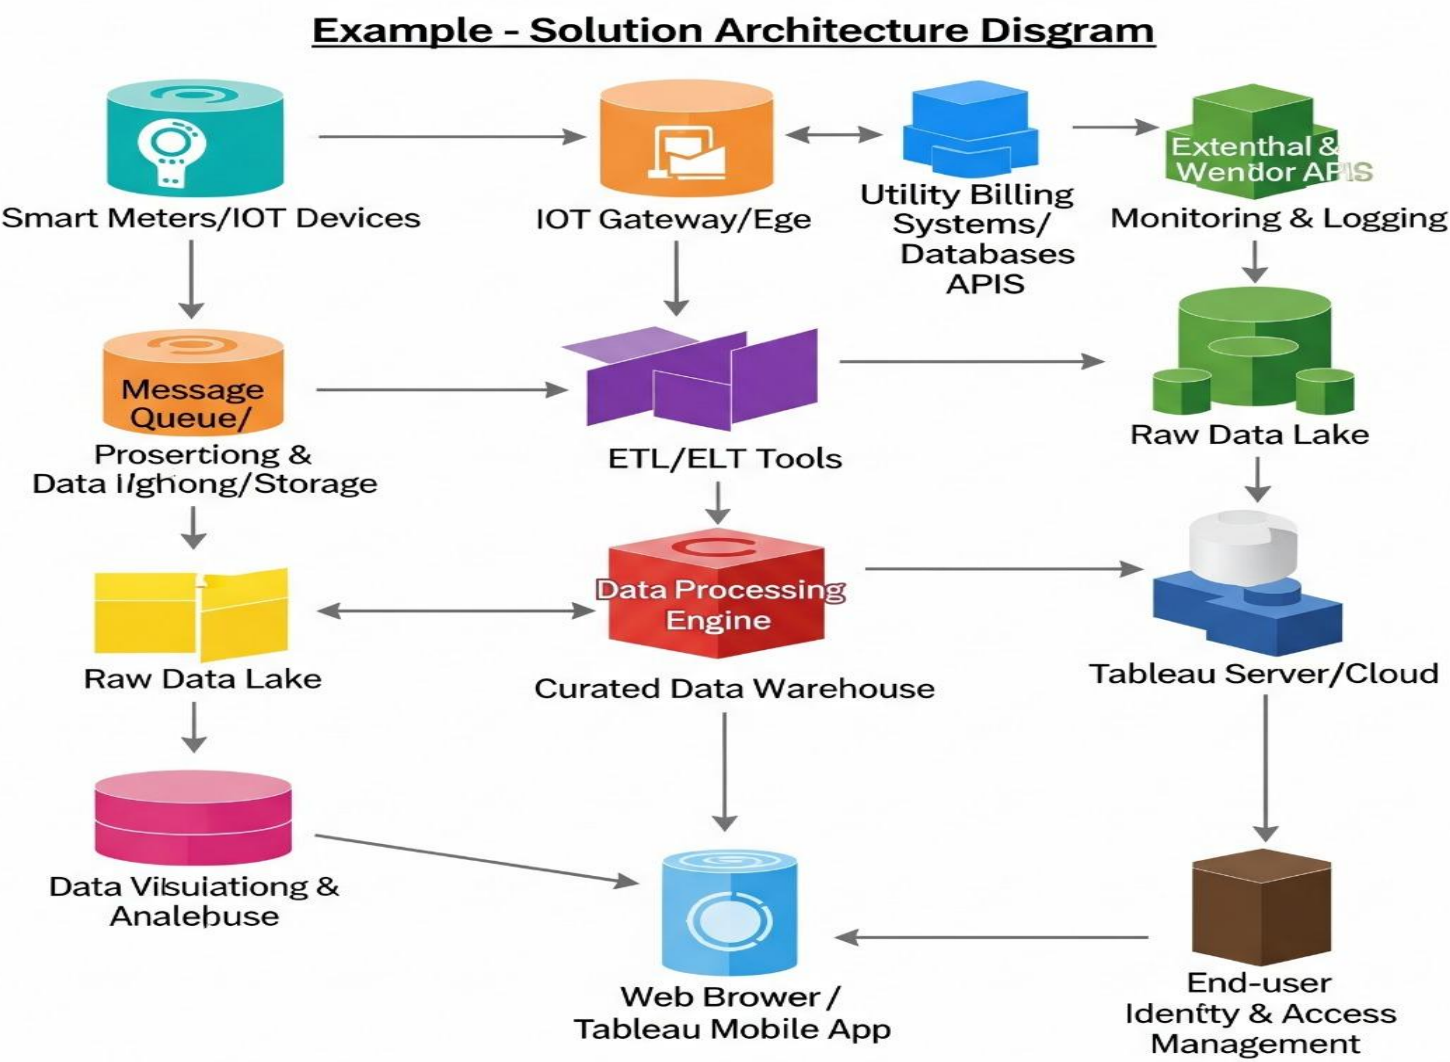 Example - Solution Architecture Disgram
Smart Meters/IOT Devices
IOT Gateway/Ege
Utility Billing
Systems/
Databases
APIS
Extenthal &
Wendor APIS
Monitoring & Logging
Message
Queue/
Prosertiong &
Data Ilghong/Storage
ETL/ELT Tools
Raw Data Lake
Raw Data Lake
Data Processing
Engine
Curated Data Warehouse
Tableau Server/Cloud
Data Vilsulationg &
Analebuse
Web Brower /
Tableau Mobile App
End-user
Identty & Access
Management